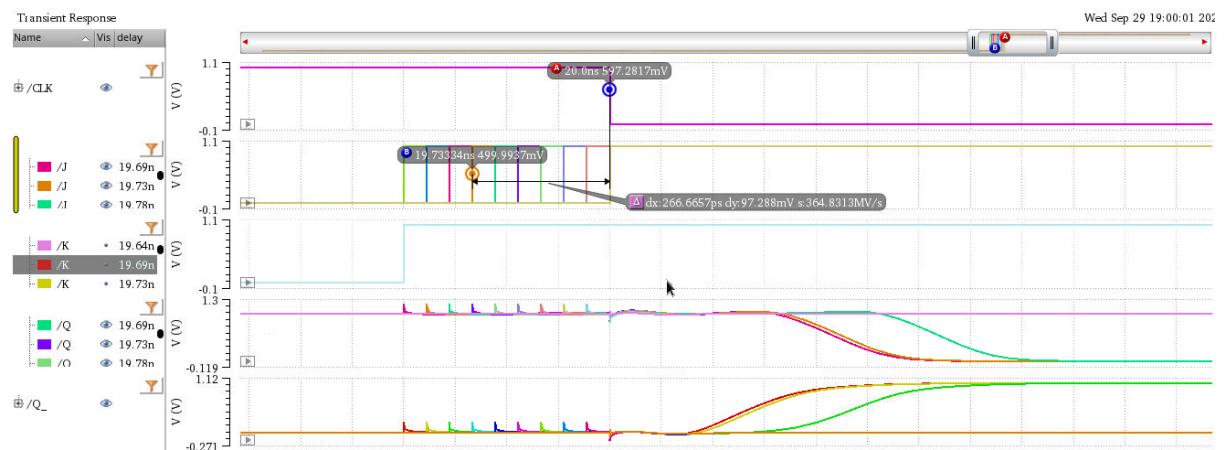 Transient Response
Wed Sep 29 19:00:01 202
Name Vis delay
A
B
1.1
V (V)
-0.1
/CLK
A 20.0ns 597.2817mV
1.1
V (V)
-0.1
/J 19.69n
/J 19.73n
/J 19.78n
B 19.73334ns 499.9937mV
Δ dx:266.6657ps dy:97.288mV s:364.8313MV/s
1.1
V (V)
-0.1
/K 19.64n
/K 19.69n
/K 19.73n
1.3
V (V)
-0.119
/Q 19.69n
/Q 19.73n
/Q 19.78n
1.12
V (V)
-0.271
/Q_